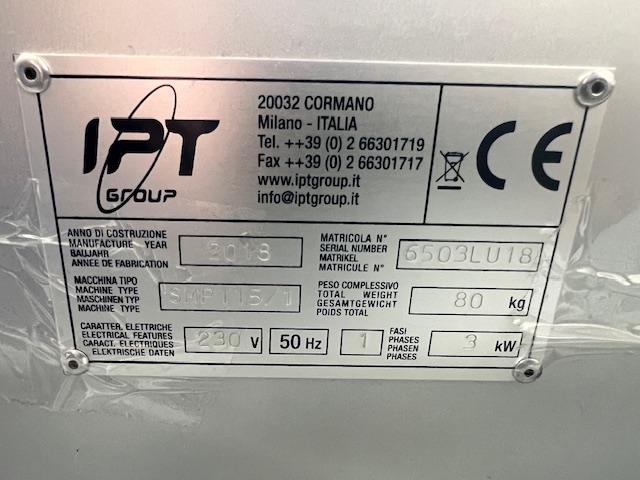 IPT
GROUP
20032 CORMANO
Milano - ITALIA
Tel. ++39 (0) 2 66301719
Fax ++39 (0) 2 66301717
www.iptgroup.it
info@iptgroup.it
CE
ANNO DI COSTRUZIONE
MANUFACTURE YEAR
BAUJAHR
ANNEE DE FABRICATION
2018
MATRICOLA N°
SERIAL NUMBER
MATRIKEL
MATRICULE N°
6503LU18
MACCHINA TIPO
MACHINE TYPE
MASCHINEN TYP
MACHINE TYPE
SMP115/1
PESO COMPLESSIVO
TOTAL WEIGHT
GESAMTGEWICHT
POIDS TOTAL
80 kg
CARATTER. ELETTRICHE
ELECTRICAL FEATURES
CARACT. ELECTRIQUES
ELEKTRISCHE DATEN
230 V
50 Hz
1
FASI
PHASES
PHASEN
PHASES
3 kW